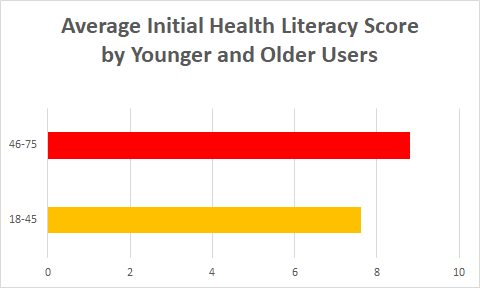 Average Initial Health Literacy Score
by Younger and Older Users
46-75
18-45
0 2 4 6 8 10